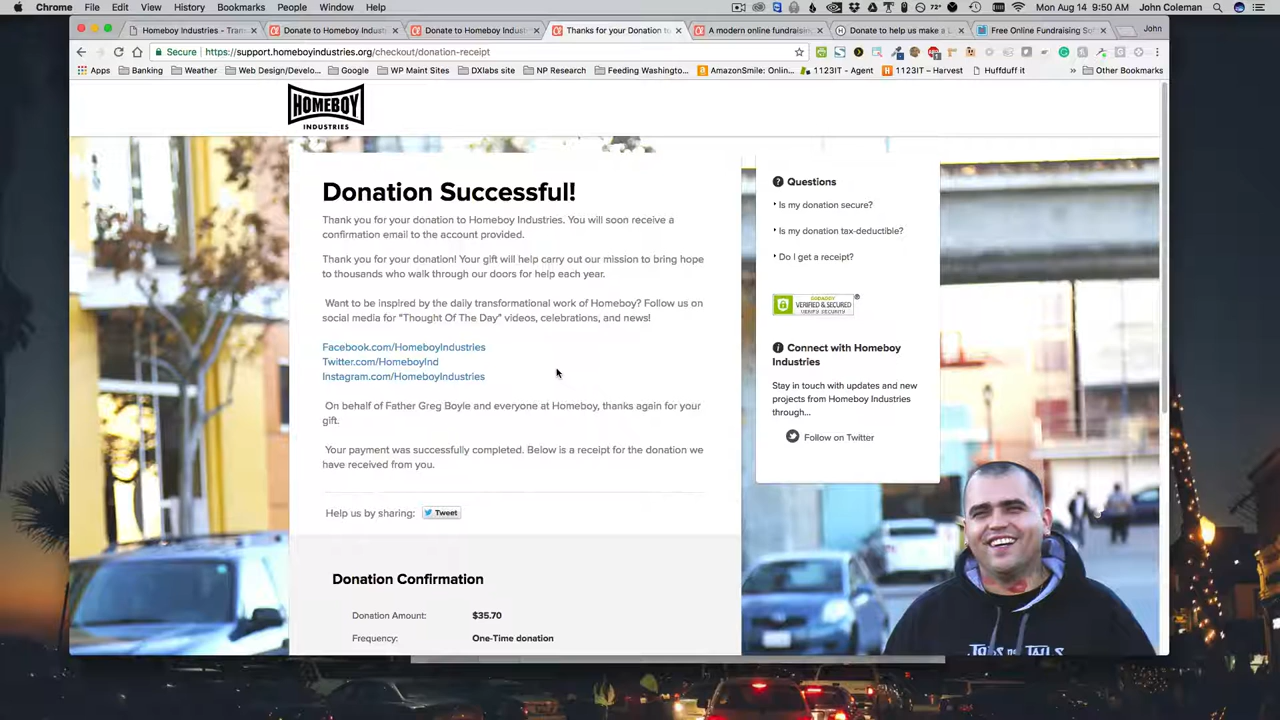 Chrome File Edit View History Bookmarks People Window Help 72° Mon Aug 14 9:50 AM John Coleman
Homeboy Industries – Tram Donate to Homeboy Indust Donate to Homeboy Indust Thanks for your Donation to A modern online fundraising Donate to help us make a L Free Online Fundraising Sof John
Secure https://support.homeboyindustries.org/checkout/donation-receipt
Apps Banking Weather Web Design/Develo... Google WP Maint Sites DXlabs site NP Research Feeding Washingto... AmazonSmile: Onlin... 1123IT - Agent 1123IT – Harvest Huffduff it » Other Bookmarks
HOMEBOY
INDUSTRIES
Donation Successful!
Thank you for your donation to Homeboy Industries. You will soon receive a
confirmation email to the account provided.
Thank you for your donation! Your gift will help carry out our mission to bring hope
to thousands who walk through our doors for help each year.
Want to be inspired by the daily transformational work of Homeboy? Follow us on
social media for “Thought Of The Day” videos, celebrations, and news!
Facebook.com/HomeboyIndustries
Twitter.com/HomeboyInd
Instagram.com/HomeboyIndustries
On behalf of Father Greg Boyle and everyone at Homeboy, thanks again for your
gift.
Your payment was successfully completed. Below is a receipt for the donation we
have received from you.
Help us by sharing: Tweet
Donation Confirmation
Donation Amount: $35.70
Frequency: One-Time donation
Questions
Is my donation secure?
Is my donation tax-deductible?
Do I get a receipt?
GODADDY
VERIFIED & SECURED
VERIFY SECURITY
Connect with Homeboy
Industries
Stay in touch with updates and new
projects from Homeboy Industries
through...
Follow on Twitter